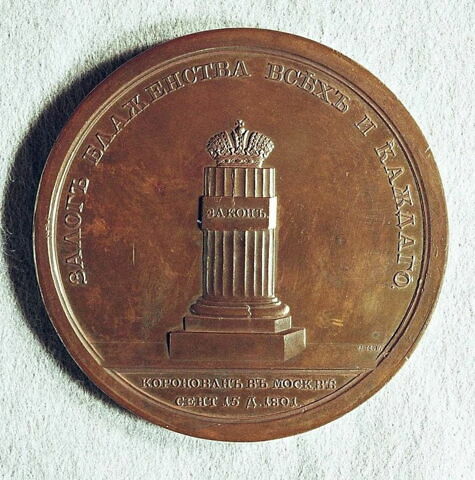 ЗАЛОГЪ БЛАЖЕНСТВА ВСѢХЪ И КАЖДАГО
ЗАКОНЪ.
КОРОНОВАНЪ ВЪ МОСКВѢ
СЕНТ. 15 Д. 1801.